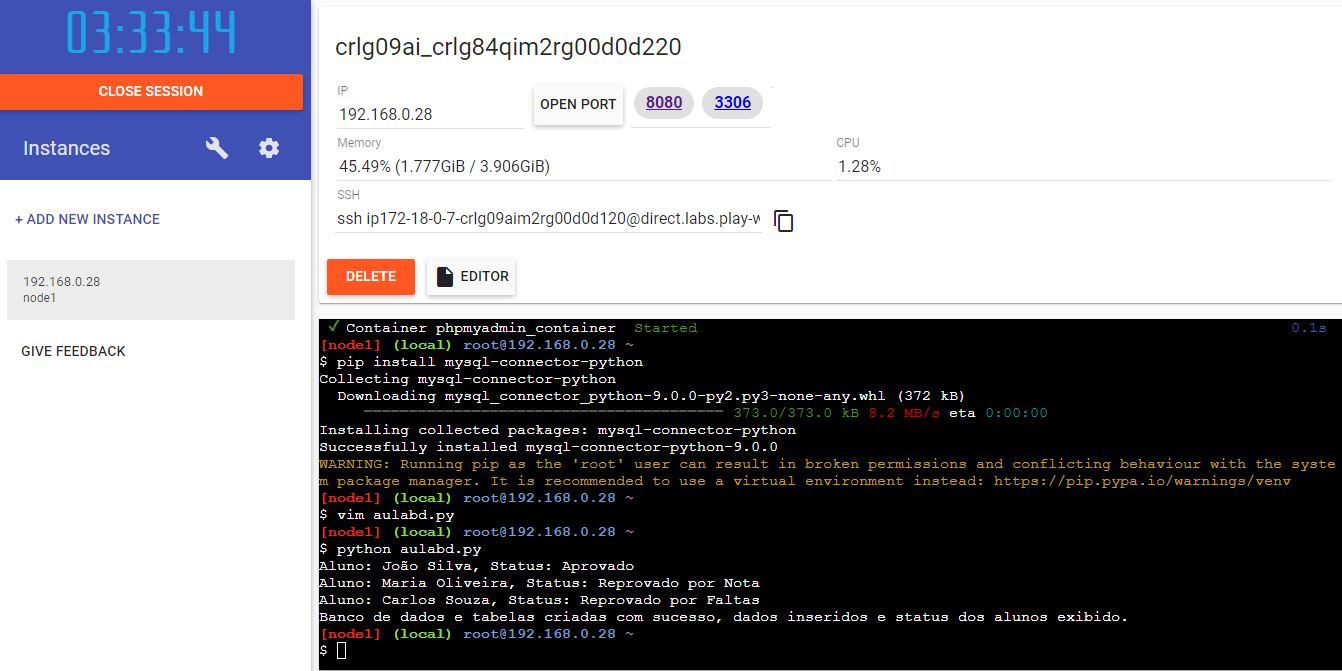 03:33:44
CLOSE SESSION
Instances
+ ADD NEW INSTANCE
192.168.0.28
node1
GIVE FEEDBACK
crlg09ai_crlg84qim2rg00d0d220
IP
192.168.0.28
OPEN PORT
8080
3306
Memory
45.49% (1.777GiB / 3.906GiB)
CPU
1.28%
SSH
ssh ip172-18-0-7-crlg09aim2rg00d0d120@direct.labs.play-w
DELETE
EDITOR
✓ Container phpmyadmin_container Started 0.1s
[node1] (local) root@192.168.0.28 ~
$ pip install mysql-connector-python
Collecting mysql-connector-python
Downloading mysql_connector_python-9.0.0-py2.py3-none-any.whl (372 kB)
373.0/373.0 kB 8.2 MB/s eta 0:00:00
Installing collected packages: mysql-connector-python
Successfully installed mysql-connector-python-9.0.0
WARNING: Running pip as the 'root' user can result in broken permissions and conflicting behaviour with the syste
m package manager. It is recommended to use a virtual environment instead: https://pip.pypa.io/warnings/venv
[node1] (local) root@192.168.0.28 ~
$ vim aulabd.py
[node1] (local) root@192.168.0.28 ~
$ python aulabd.py
Aluno: João Silva, Status: Aprovado
Aluno: Maria Oliveira, Status: Reprovado por Nota
Aluno: Carlos Souza, Status: Reprovado por Faltas
Banco de dados e tabelas criadas com sucesso, dados inseridos e status dos alunos exibido.
[node1] (local) root@192.168.0.28 ~
$